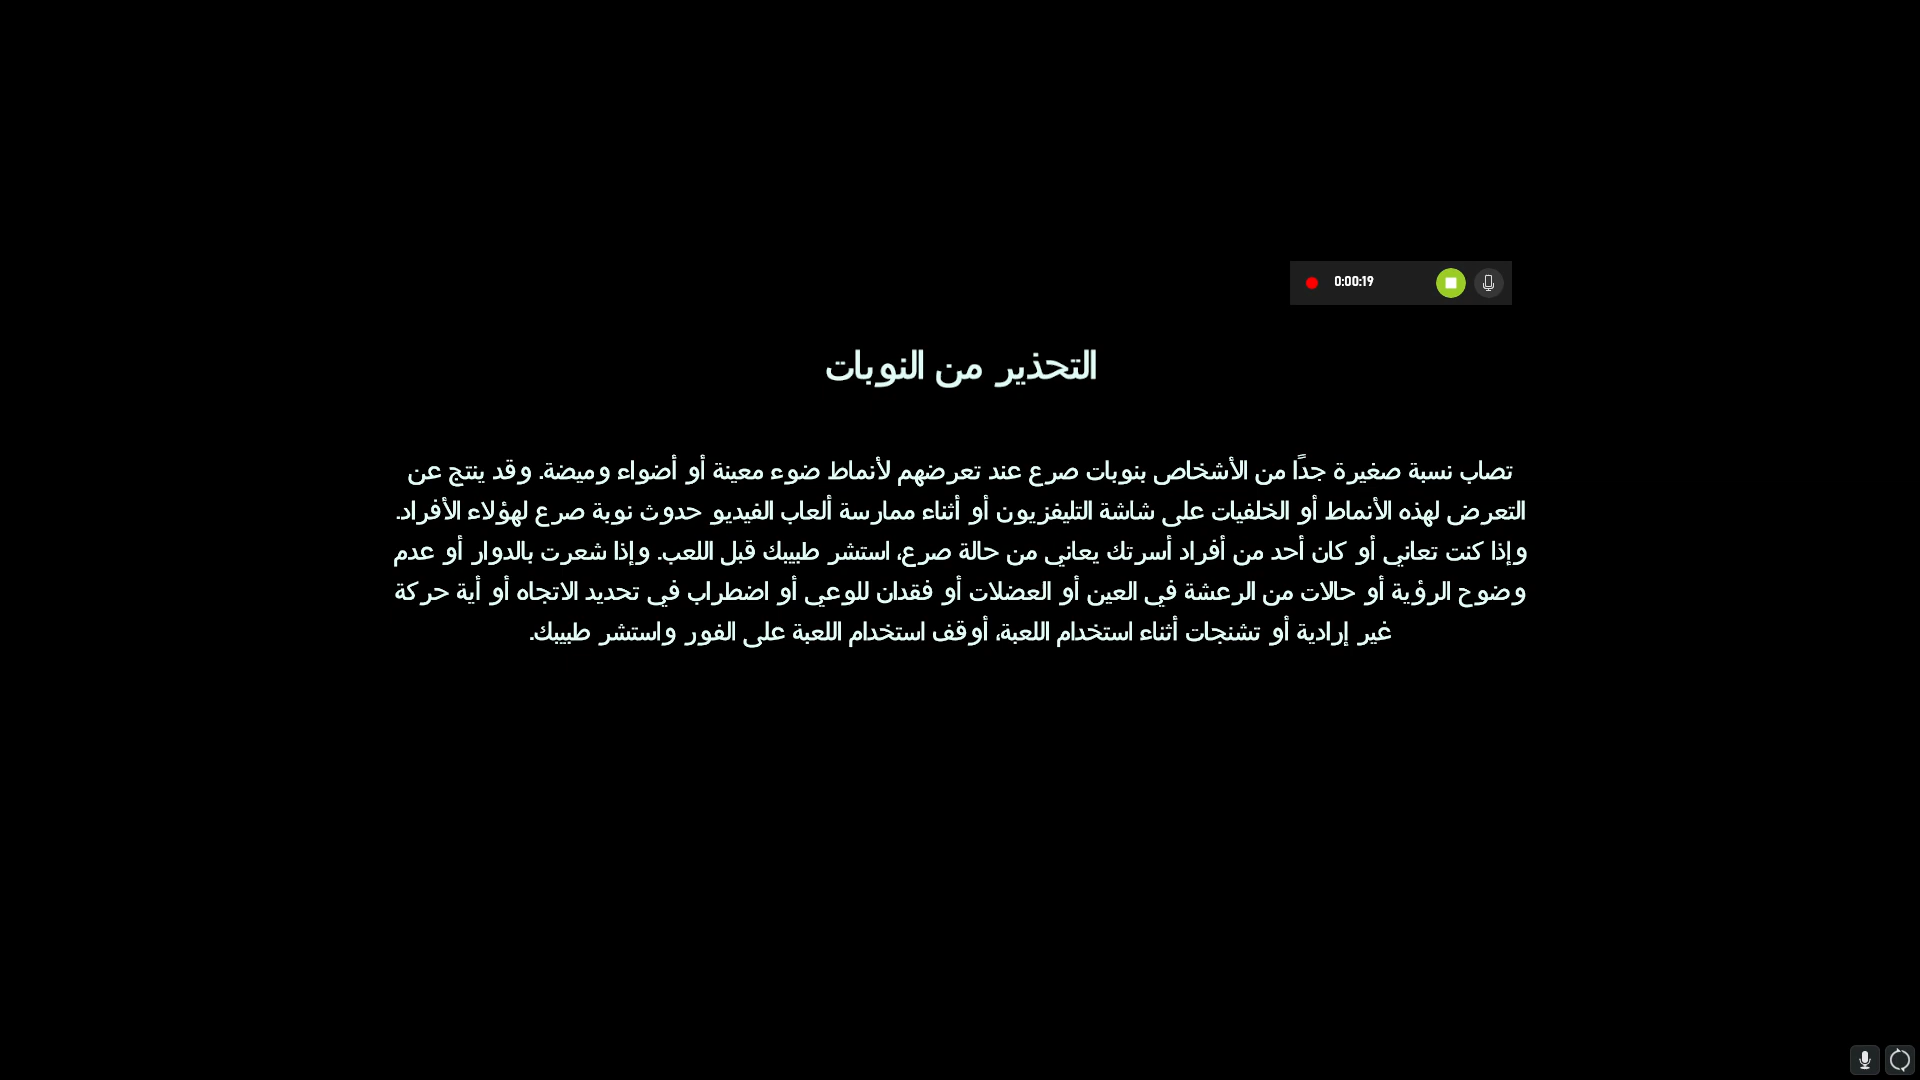 0:00:19
التحذير من النوبات
تصاب نسبة صغيرة جدًا من الأشخاص بنوبات صرع عند تعرضهم لأنماط ضوء معينة أو أضواء وميضة. وقد ينتج عن
التعرض لهذه الأنماط أو الخلفيات على شاشة التليفزيون أو أثناء ممارسة ألعاب الفيديو حدوث نوبة صرع لهؤلاء الأفراد.
وإذا كنت تعاني أو كان أحد من أفراد أسرتك يعاني من حالة صرع، استشر طبيبك قبل اللعب. وإذا شعرت بالدوار أو عدم
وضوح الرؤية أو حالات من الرعشة في العين أو العضلات أو فقدان للوعي أو اضطراب في تحديد الاتجاه أو أية حركة
غير إرادية أو تشنجات أثناء استخدام اللعبة، أوقف استخدام اللعبة على الفور واستشر طبيبك.